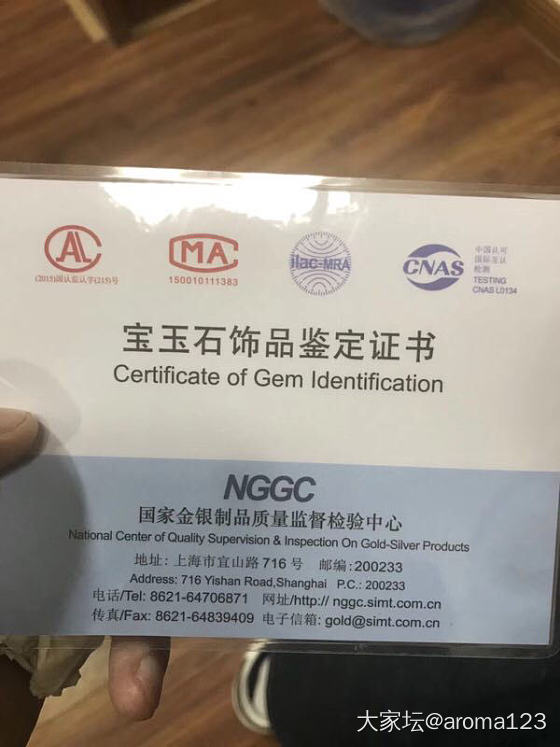 CAL
(2015)国认监认字(215)号
CMA
150010111383
ilac-MRA
CNAS
中国认可
国际互认
检测
TESTING
CNAS L0134
宝玉石饰品鉴定证书
Certificate of Gem Identification
NGGC
国家金银制品质量监督检验中心
National Center of Quality Supervision & Inspection On Gold-Silver Products
地址: 上海市宜山路716号 邮编:200233
Address: 716 Yishan Road,Shanghai P.C.: 200233
电话/Tel: 8621-64706871 网址/http:// nggc.simt.com.cn
传真/Fax: 8621-64839409 电子信箱: gold@simt.com.cn
大家坛@aroma123